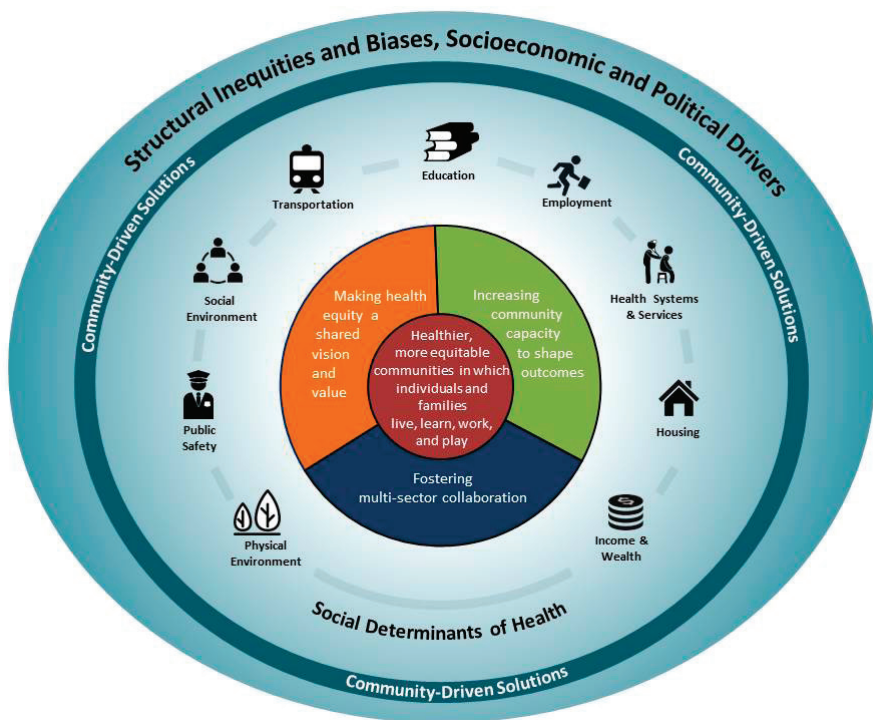 Structural Inequities and Biases, Socioeconomic and Political Drivers
Community-Driven Solutions
Community-Driven Solutions
Education
Transportation
Employment
Social
Environment
Health Systems
& Services
Public
Safety
Housing
Physical
Environment
Income &
Wealth
Making health
equity a
shared
vision
and
value
Increasing
community
capacity
to shape
outcomes
Healthier,
more equitable
communities in which
individuals and
families
live, learn, work,
and play
Fostering
multi-sector collaboration
Social Determinants of Health
Community-Driven Solutions